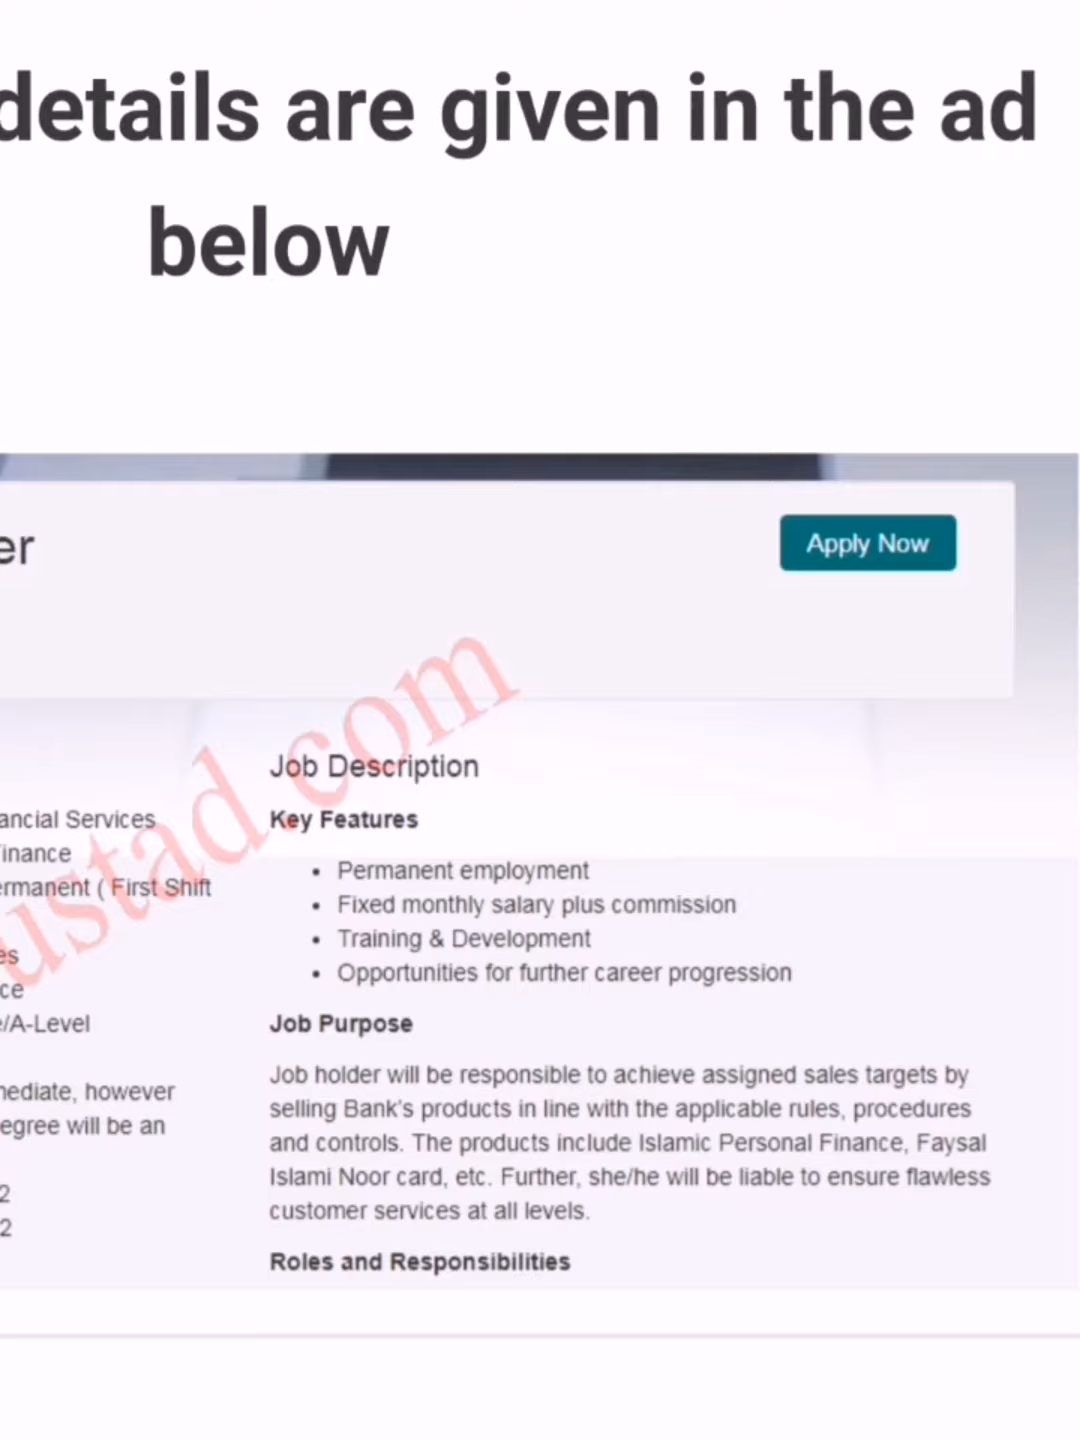 details are given in the ad
below
er
Apply Now
ustad.com
Job Description
ancial Services
Key Features
inance
Permanent employment
ermanent ( First Shift
Fixed monthly salary plus commission
Training & Development
es
Opportunities for further career progression
ce
e/A-Level
Job Purpose
Job holder will be responsible to achieve assigned sales targets by
mediate, however
selling Bank's products in line with the applicable rules, procedures
egree will be an
and controls. The products include Islamic Personal Finance, Faysal
Islami Noor card, etc. Further, she/he will be liable to ensure flawless
2
customer services at all levels.
2
Roles and Responsibilities